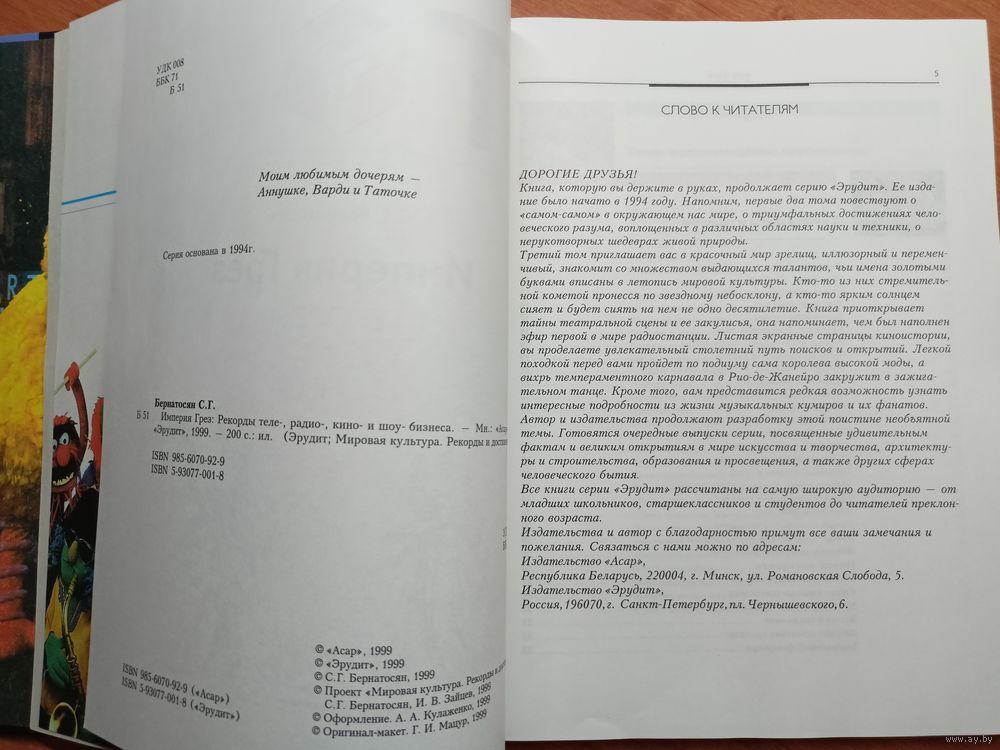 УДК 008
ББК 71
Б 51
Моим любимым дочерям —
Аннушке, Варди и Таточке
Серия основана в 1994г.
Бернатосян С.Г.
Б 51 Империя Грез: Рекорды теле-, радио-, кино- и шоу- бизнеса. — Мн.:
«Эрудит», 1999. — 200 с.: ил. (Эрудит; Мировая культура. Рекорды и
ISBN 985-6070-92-9
ISBN 5-93077-001-8
ISBN 985-6070-92-9 («Асар»)
ISBN 5-93077-001-8 («Эрудит»)
© «Асар», 1999
© «Эрудит», 1999
© С.Г. Бернатосян, 1999
© Проект «Мировая культура. Рекорды и
С.Г. Бернатосян, И. В. Зайцев, 1999
© Оформление. А. А. Кулаженко, 1999
© Оригинал-макет. Г. И. Мацур, 1999
5
СЛОВО К ЧИТАТЕЛЯМ
ДОРОГИЕ ДРУЗЬЯ!
Книга, которую вы держите в руках, продолжает серию «Эрудит». Ее изда-
ние было начато в 1994 году. Напомним, первые два тома повествуют о
«самом-самом» в окружающем нас мире, о триумфальных достижениях чело-
веческого разума, воплощенных в различных областях науки и техники, о
нерукотворных шедеврах живой природы.
Третий том приглашает вас в красочный мир зрелищ, иллюзорный и перемен-
чивый, знакомит со множеством выдающихся талантов, чьи имена золотыми
буквами вписаны в летопись мировой культуры. Кто-то из них стремитель-
ной кометой пронесся по звездному небосклону, а кто-то ярким солнцем
сияет и будет сиять на нем не одно десятилетие. Книга приоткрывает
тайны театральной сцены и ее закулисья, она напоминает, чем был наполнен
эфир первой в мире радиостанции. Листая экранные страницы киноистории,
вы проделаете увлекательный столетний путь поисков и открытий. Легкой
походкой перед вами пройдет по подиуму сама королева высокой моды, а
вихрь темпераментного карнавала в Рио-де-Жанейро закружит в зажига-
тельном танце. Кроме того, вам представится редкая возможность узнать
интересные подробности из жизни музыкальных кумиров и их фанатов.
Автор и издательства продолжают разработку этой поистине необъятной
темы. Готовятся очередные выпуски серии, посвященные удивительным
фактам и великим открытиям в мире искусства и творчества, архитекту-
ры и строительства, образования и просвещения, а также других сферах
человеческого бытия.
Все книги серии «Эрудит» рассчитаны на самую широкую аудиторию — от
младших школьников, старшеклассников и студентов до читателей преклон-
ного возраста.
Издательства и автор с благодарностью примут все ваши замечания и
пожелания. Связаться с нами можно по адресам:
Издательство «Асар»,
Республика Беларусь, 220004, г. Минск, ул. Романовская Слобода, 5.
Издательство «Эрудит»,
Россия, 196070, г. Санкт-Петербург, пл. Чернышевского, 6.
www.ay.by